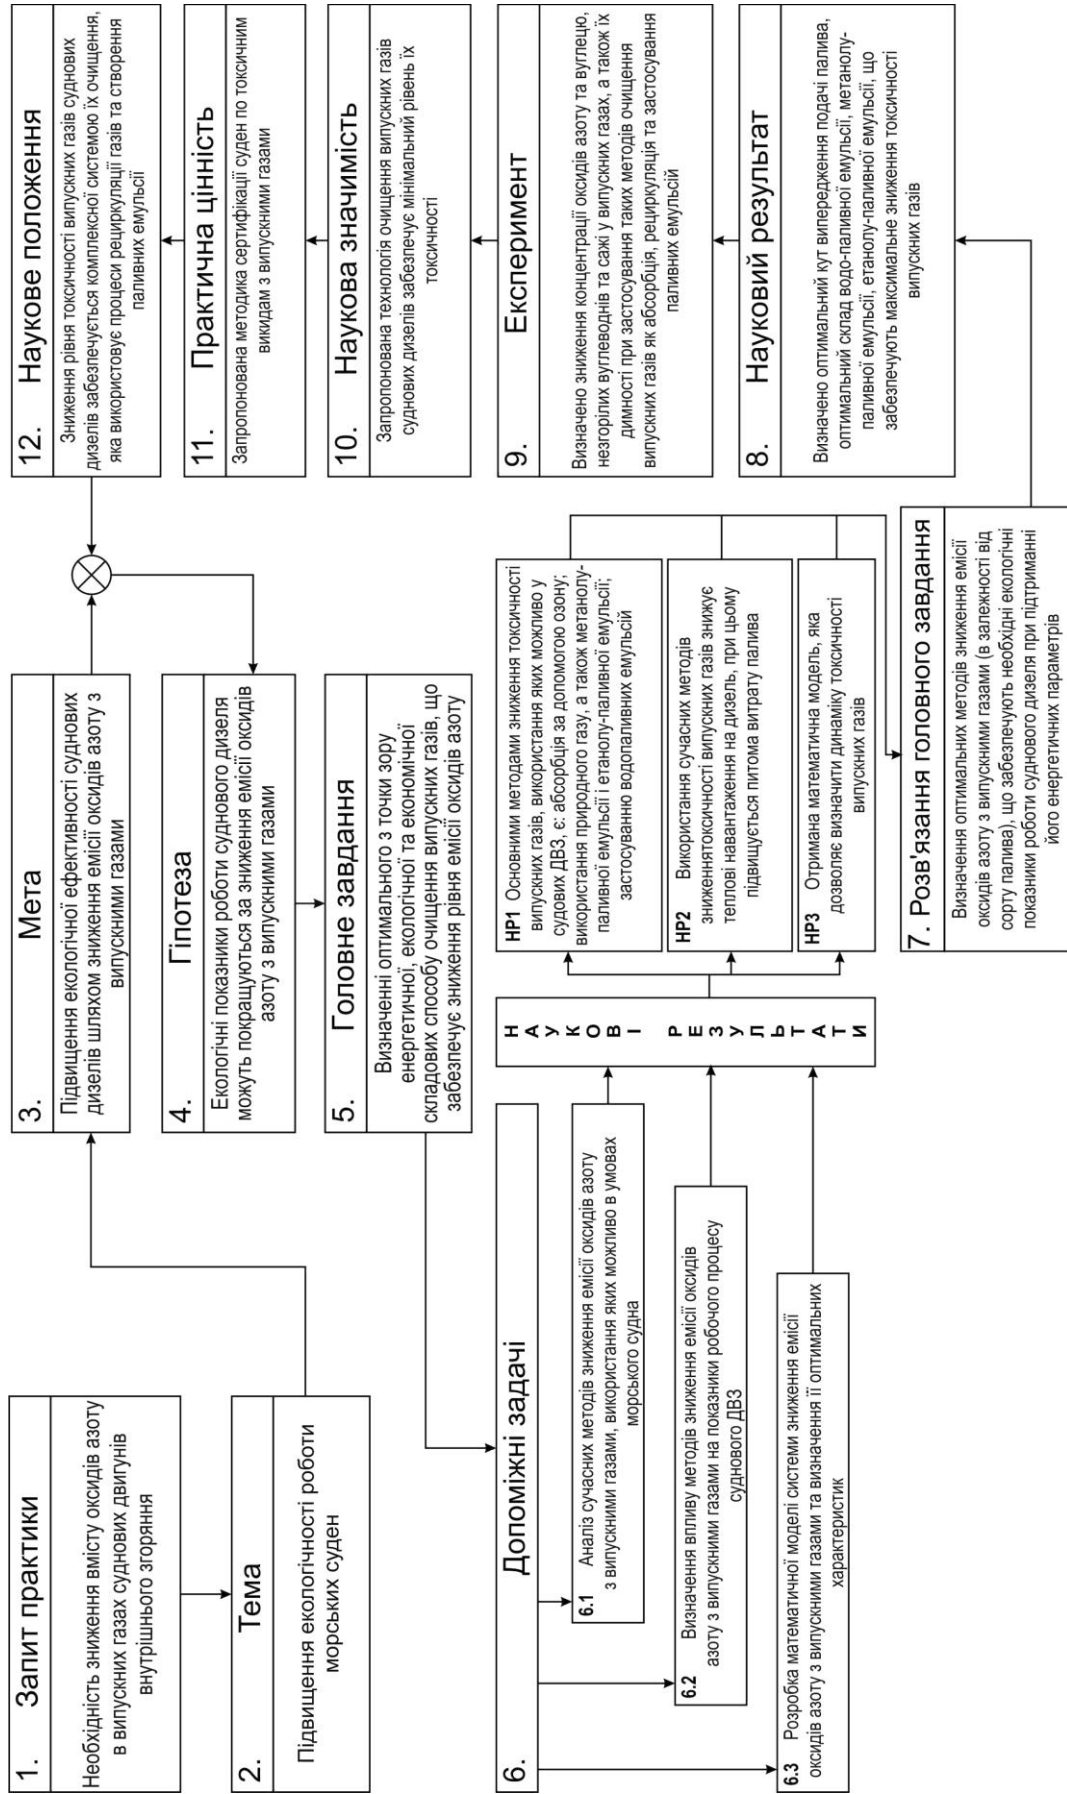 1. Запит практики
Необхідність зниження вмісту оксидів азоту
в випускних газах суднових двигунів
внутрішнього згоряння
2. Тема
Підвищення екологічності роботи
морських суден
3. Мета
Підвищення екологічної ефективності суднових
дизелів шляхом зниження емісії оксидів азоту з
випускними газами
4. Гіпотеза
Екологічні показники роботи суднового дизеля
можуть покращуються за зниження емісії оксидів
азоту з випускними газами
5. Головне завдання
Визначенні оптимального з точки зору
енергетичної, екологічної та економічної
складових способу очищення випускних газів, що
забезпечує зниження рівня емісії оксидів азоту
6. Допоміжні задачі
6.1 Аналіз сучасних методів зниження емісії оксидів азоту
з випускними газами, використання яких можливо в умовах
морського судна
6.2 Визначення впливу методів зниження емісії оксидів
азоту з випускними газами на показники робочого процесу
суднового ДВЗ
6.3 Розробка математичної моделі системи зниження емісії
оксидів азоту з випускними газами та визначення її оптимальних
характеристик
НАУКОВІ РЕЗУЛЬТАТИ
НР1 Основними методами зниження токсичності
випускних газів, використання яких можливо у
судових ДВЗ, є: абсорбція за допомогою озону;
використання природного газу, а також метанолу-
паливної емульсії і етанолу-паливної емульсії;
застосуванню водопаливних емульсій
НР2 Використання сучасних методів
зниженнятоксичності випускних газів знижує
теплові навантаження на дизель, при цьому
підвищується питома витрату палива
НР3 Отримана математична модель, яка
дозволяє визначити динаміку токсичності
випускних газів
7. Розв'язання головного завдання
Визначення оптимальних методів зниження емісії
оксидів азоту з випускними газами (в залежності від
сорту палива), що забезпечують необхідні екологічні
показники роботи суднового дизеля при підтриманні
його енергетичних параметрів
8. Науковий результат
Визначено оптимальний кут випередження подачі палива,
оптимальний склад водо-паливної емульсії, метанолу-
паливної емульсії, етанолу-паливної емульсії, що
забезпечують максимальне зниження токсичності
випускних газів
9. Експеримент
Визначено зниження концентрації оксидів азоту та вуглецю,
незгорілих вуглеводнів та сажі у випускних газах, а також їх
димності при застосування таких методів очищення
випускних газів як абсорбція, рециркуляція та застосування
паливних емульсій
10. Наукова значимість
Запропонована технологія очищення випускних газів
суднових дизелів забезпечує мінімальний рівень їх
токсичності
11. Практична цінність
Запропонована методика сертифікації суден по токсичним
викидам з випускними газами
12. Наукове положення
Зниження рівня токсичності випускних газів суднових
дизелів забезпечується комплексною системою їх очищення,
яка використовує процеси рециркуляції газів та створення
паливних емульсії